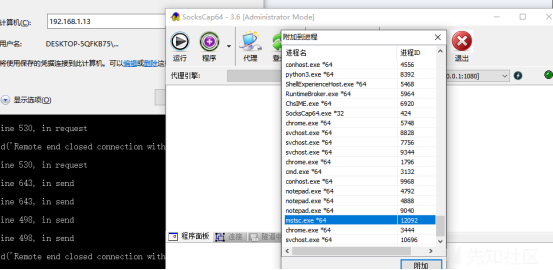 计算机(C): 192.168.1.13
用户名: DESKTOP-5QFKB75\...
将使用保存的凭据连接到此计算机。可以编辑或删除这
显示选项(O)
ine 530, in request
d('Remote end closed connection with
ine 530, in request
ine 643, in send
ine 643, in send
ine 498, in send
ine 498, in send
d('Remote end closed connection with
SocksCap64 - 3.6 [Administrator Mode]
运行
程序
代理
退出
代理引擎:
0.0.1:1080]
程序面板
连接
附加到进程
进程名 进程ID
conhost.exe *64 4556
python3.exe *64 8392
ShellExperienceHost.exe *64 5468
RuntimeBroker.exe *64 5964
ChsIME.exe *64 6920
SocksCap64.exe *32 424
chrome.exe *64 5748
svchost.exe *64 8828
svchost.exe *64 7756
svchost.exe *64 9344
chrome.exe *64 1796
cmd.exe *64 3132
conhost.exe *64 9968
notepad.exe *64 4792
notepad.exe *64 4888
notepad.exe *64 9040
mstsc.exe *64 12092
chrome.exe *64 3444
svchost.exe *64 10696
附加
先知社区